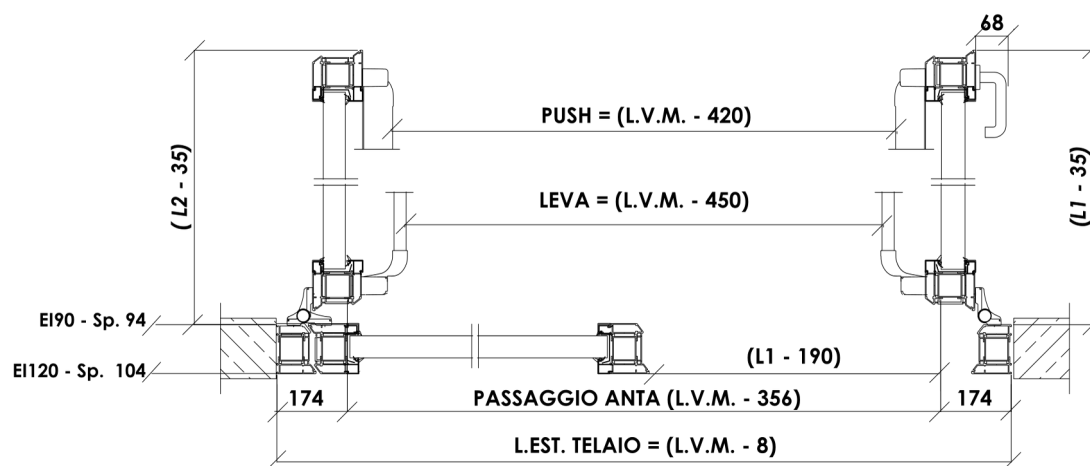 68
PUSH = (L.V.M. - 420)
( L2 - 35)
(L1 - 35)
LEVA = (L.V.M. - 450)
EI90 - Sp. 94
EI120 - Sp. 104
(L1 - 190)
174
PASSAGGIO ANTA (L.V.M. - 356)
174
L.EST. TELAIO = (L.V.M. - 8)